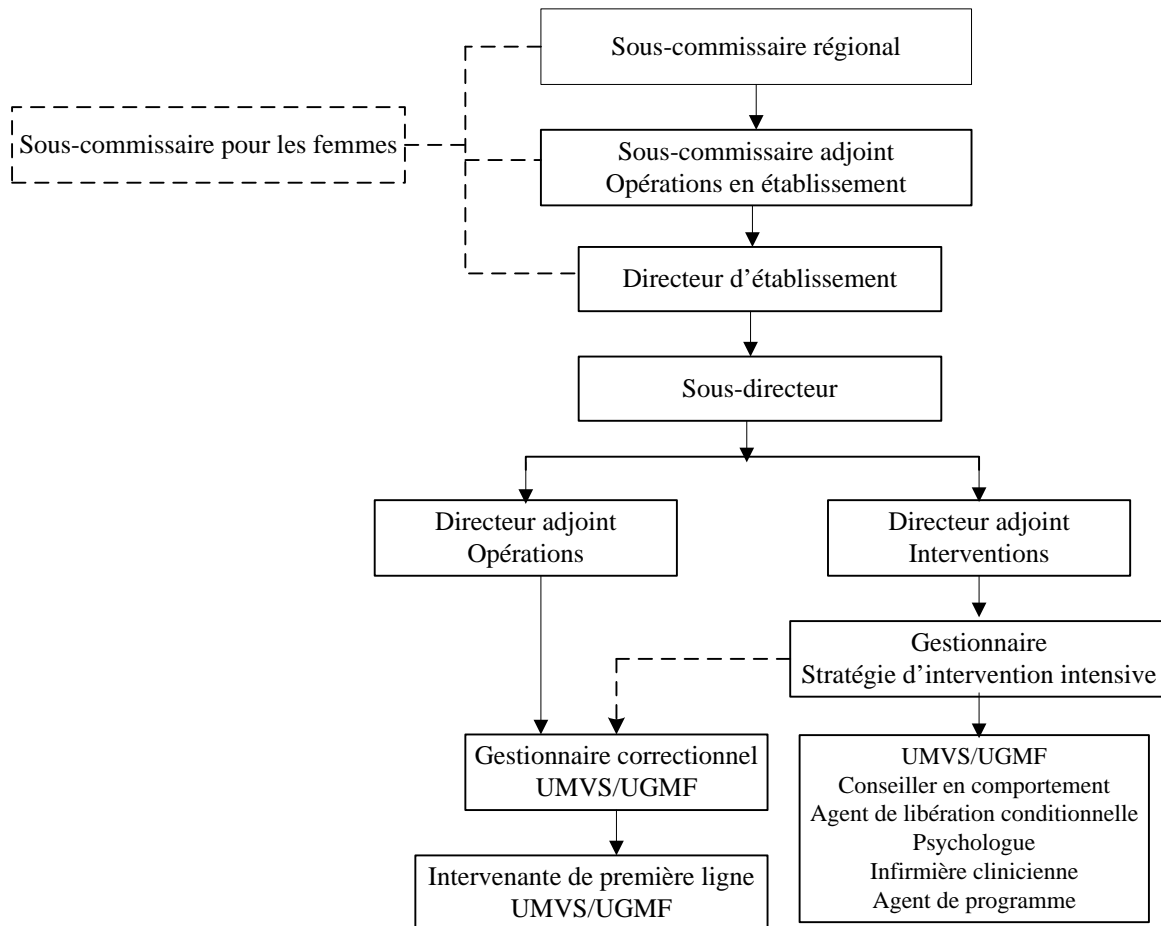 Sous-commissaire régional
Sous-commissaire pour les femmes
Sous-commissaire adjoint
Opérations en établissement
Directeur d’établissement
Sous-directeur
Directeur adjoint
Opérations
Directeur adjoint
Interventions
Gestionnaire
Stratégie d’intervention intensive
Gestionnaire correctionnel
UMVS/UGMF
UMVS/UGMF
Conseiller en comportement
Agent de libération conditionnelle
Psychologue
Infirmière clinicienne
Agent de programme
Intervenante de première ligne
UMVS/UGMF